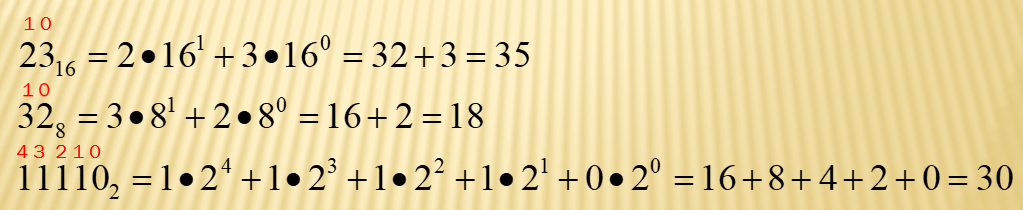 1 0
23₁₆ = 2•16¹ + 3•16⁰ = 32 + 3 = 35
1 0
32₈ = 3•8¹ + 2•8⁰ = 16 + 2 = 18
4 3 2 1 0
11110₂ = 1•2⁴ + 1•2³ + 1•2² + 1•2¹ + 0•2⁰ = 16 + 8 + 4 + 2 + 0 = 30